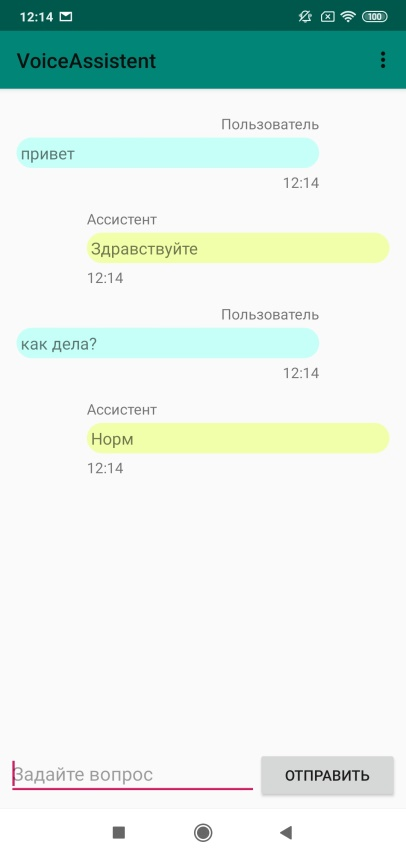 12:14
100
VoiceAssistent
Пользователь
привет
12:14
Ассистент
Здравствуйте
12:14
Пользователь
как дела?
12:14
Ассистент
Норм
12:14
Задайте вопрос
ОТПРАВИТЬ